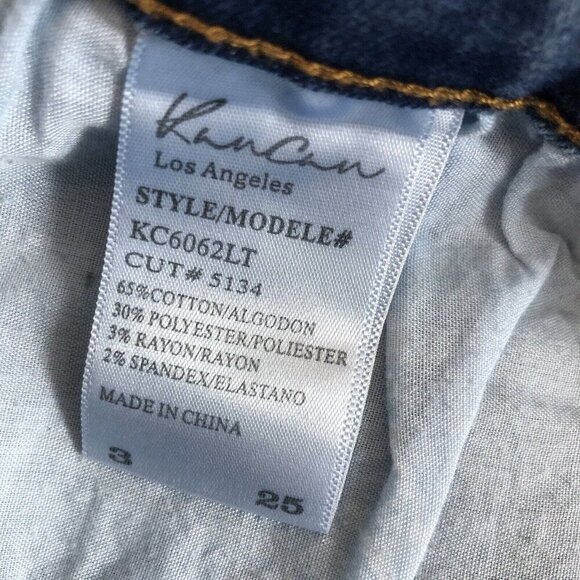 KanCan
Los Angeles
STYLE/MODELE#
KC6062LT
CUT# 5134
65%COTTON/ALGODON
30% POLYESTER/POLIESTER
3% RAYON/RAYON
2% SPANDEX/ELASTANO
MADE IN CHINA
3 25